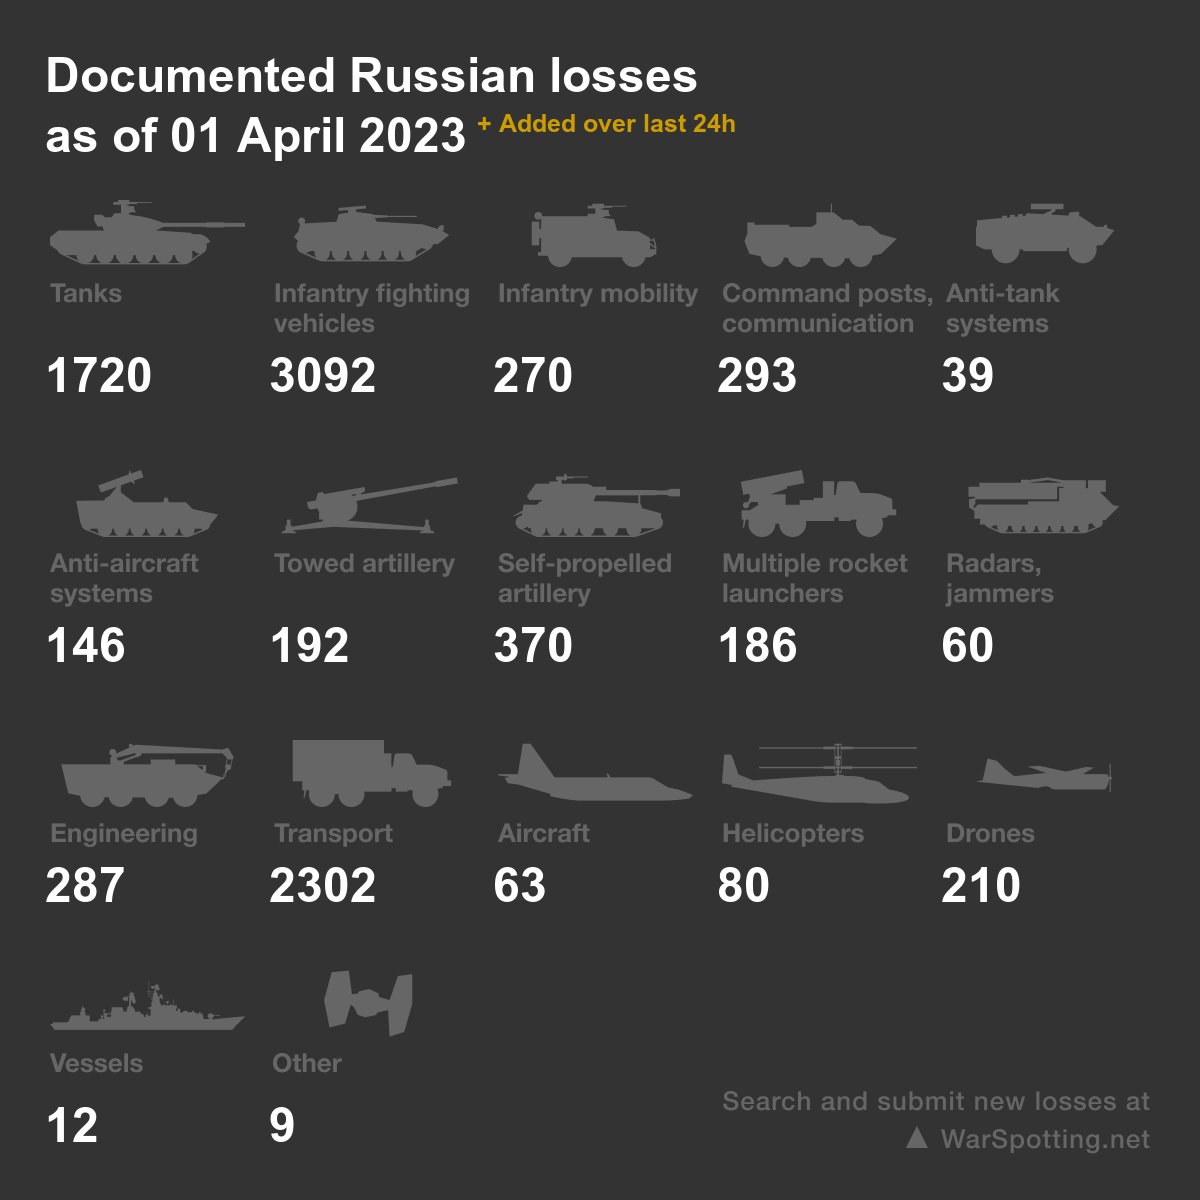 Documented Russian losses
as of 01 April 2023 + Added over last 24h
Tanks
1720
Infantry fighting
vehicles
3092
Infantry mobility
270
Command posts,
communication
293
Anti-tank
systems
39
Anti-aircraft
systems
146
Towed artillery
192
Self-propelled
artillery
370
Multiple rocket
launchers
186
Radars,
jammers
60
Engineering
287
Transport
2302
Aircraft
63
Helicopters
80
Drones
210
Vessels
12
Other
9
Search and submit new losses at
WarSpotting.net